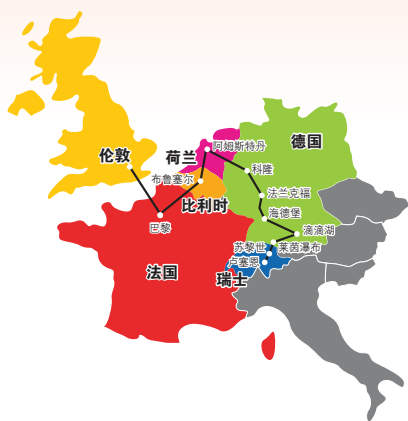 伦敦
德国
荷兰
阿姆斯特丹
布鲁塞尔
科隆
比利时
法兰克福
海德堡
巴黎
滴滴湖
苏黎世
莱茵瀑布
卢塞恩
法国
瑞士